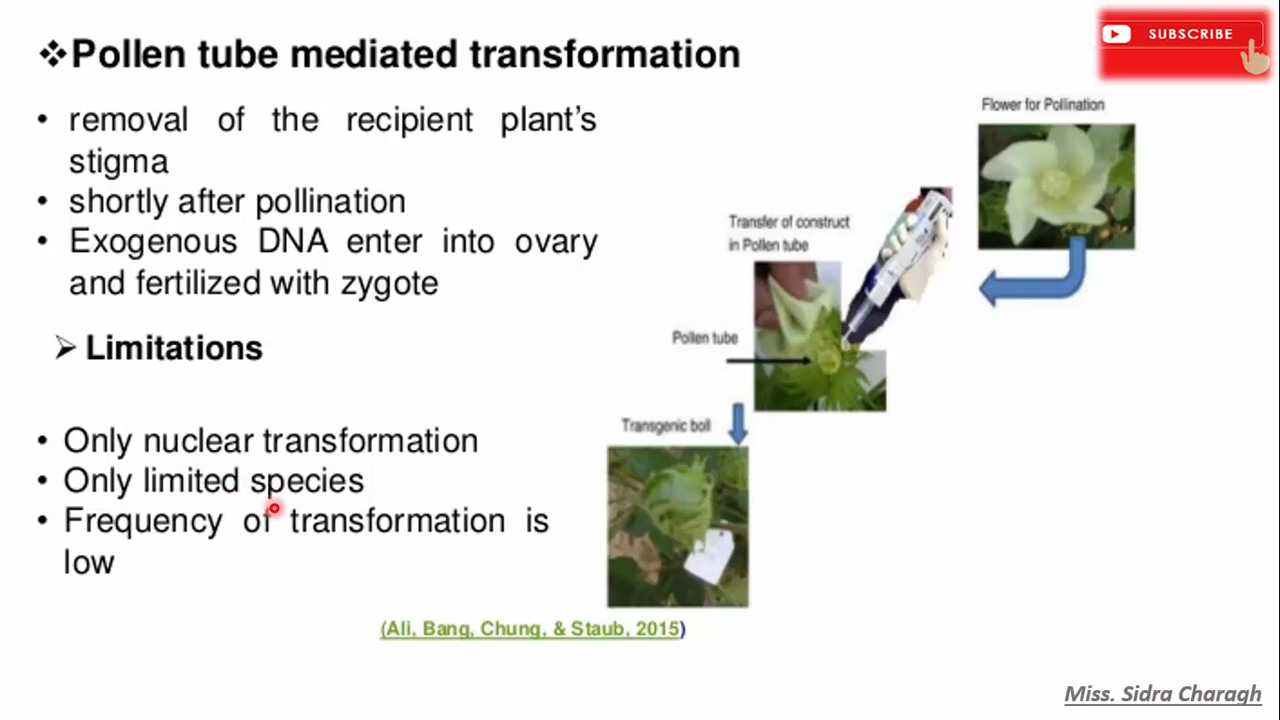 ❖Pollen tube mediated transformation
• removal of the recipient plant's
stigma
• shortly after pollination
• Exogenous DNA enter into ovary
and fertilized with zygote
➢ Limitations
• Only nuclear transformation
• Only limited species
• Frequency of transformation is
low
SUBSCRIBE
Flower for Pollination
Transfer of construct
in Pollen tube
Pollen tube
Transgenic boll
(Ali, Bang, Chung, & Staub, 2015)
Miss. Sidra Charagh